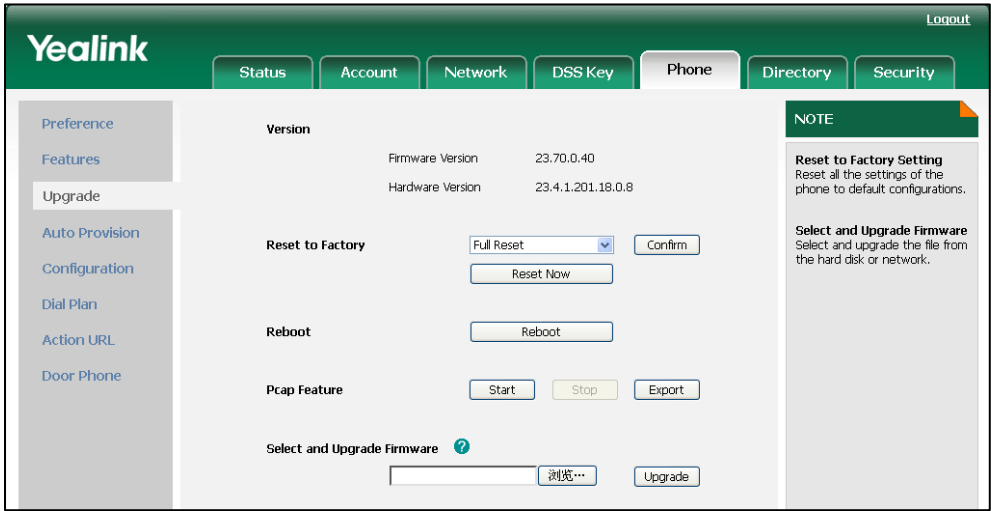 Logout
Yealink
Status Account Network DSS Key Phone Directory Security
Preference
Features
Upgrade
Auto Provision
Configuration
Dial Plan
Action URL
Door Phone
Version
Firmware Version 23.70.0.40
Hardware Version 23.4.1.201.18.0.8
Reset to Factory Full Reset Confirm
Reset Now
Reboot Reboot
Pcap Feature Start Stop Export
Select and Upgrade Firmware ?
浏览… Upgrade
NOTE
Reset to Factory Setting
Reset all the settings of the
phone to default configurations.
Select and Upgrade Firmware
Select and upgrade the file from
the hard disk or network.